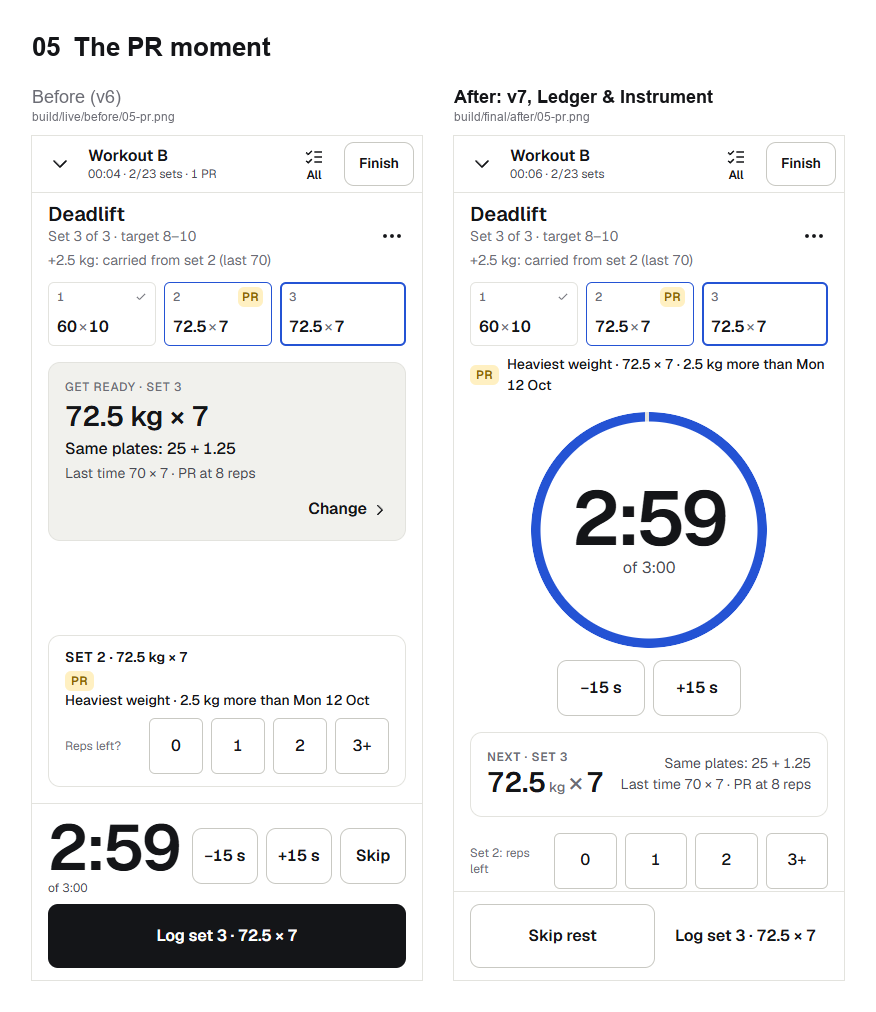 05 The PR moment
Before (v6)
build/live/before/05-pr.png
Workout B
00:04 · 2/23 sets · 1 PR
All
Finish
Deadlift
Set 3 of 3 · target 8–10
+2.5 kg: carried from set 2 (last 70)
1
60×10
2
PR
72.5×7
3
72.5×7
GET READY · SET 3
72.5 kg × 7
Same plates: 25 + 1.25
Last time 70 × 7 · PR at 8 reps
Change
SET 2 · 72.5 kg × 7
PR
Heaviest weight · 2.5 kg more than Mon 12 Oct
Reps left?
0
1
2
3+
2:59
of 3:00
−15 s
+15 s
Skip
Log set 3 · 72.5 × 7
After: v7, Ledger & Instrument
build/final/after/05-pr.png
Workout B
00:06 · 2/23 sets
All
Finish
Deadlift
Set 3 of 3 · target 8–10
+2.5 kg: carried from set 2 (last 70)
1
60×10
2
PR
72.5×7
3
72.5×7
PR
Heaviest weight · 72.5 × 7 · 2.5 kg more than Mon
12 Oct
2:59
of 3:00
−15 s
+15 s
NEXT · SET 3
72.5 kg × 7
Same plates: 25 + 1.25
Last time 70 × 7 · PR at 8 reps
Set 2: reps
left
0
1
2
3+
Skip rest
Log set 3 · 72.5 × 7